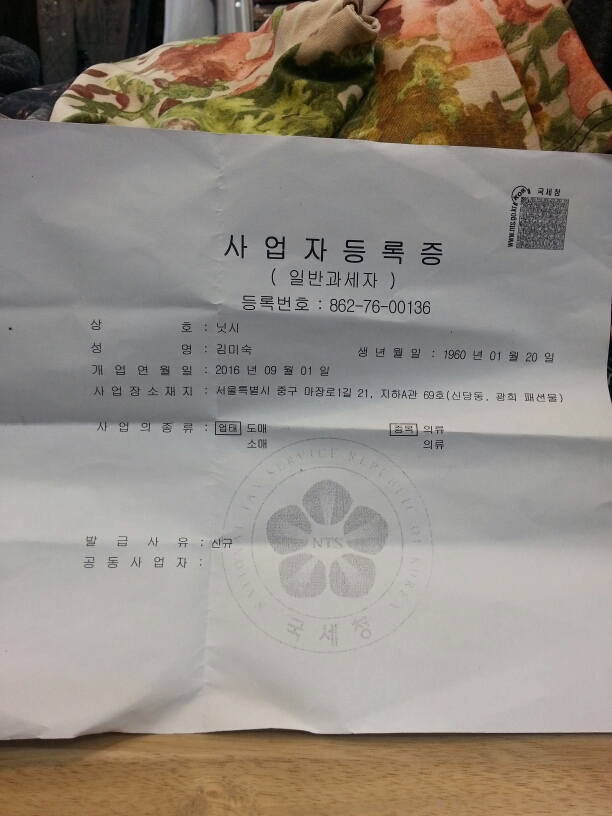 국세청
www.nts.go.kr
사업자등록증
( 일반과세자 )
등록번호 : 862-76-00136
상 호 : 넛시
성 명 : 김미숙 생 년 월 일 : 1960 년 01 월 20 일
개 업 연 월 일 : 2016 년 09 월 01 일
사 업 장 소 재 지 : 서울특별시 중구 마장로1길 21, 지하A관 69호(신당동, 광희 패션몰)
사 업 의 종 류 : 업태 도매 종목 의류
소매 의류
NATIONAL TAX SERVICE REPUBLIC OF KOREA
NTS
발 급 사 유 : 신규
공 동 사 업 자 :
국세청